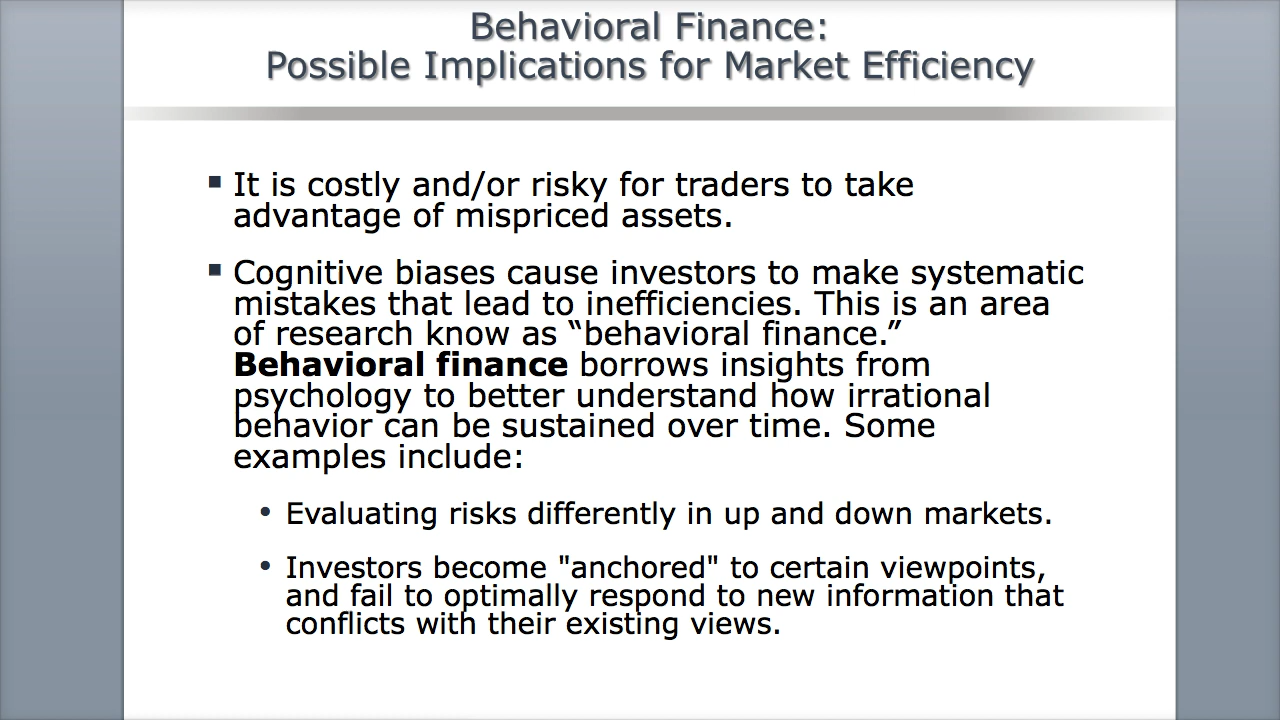 Behavioral Finance:
Possible Implications for Market Efficiency
▪ It is costly and/or risky for traders to take
advantage of mispriced assets.
▪ Cognitive biases cause investors to make systematic
mistakes that lead to inefficiencies. This is an area
of research know as “behavioral finance.”
Behavioral finance borrows insights from
psychology to better understand how irrational
behavior can be sustained over time. Some
examples include:
• Evaluating risks differently in up and down markets.
• Investors become "anchored" to certain viewpoints,
and fail to optimally respond to new information that
conflicts with their existing views.